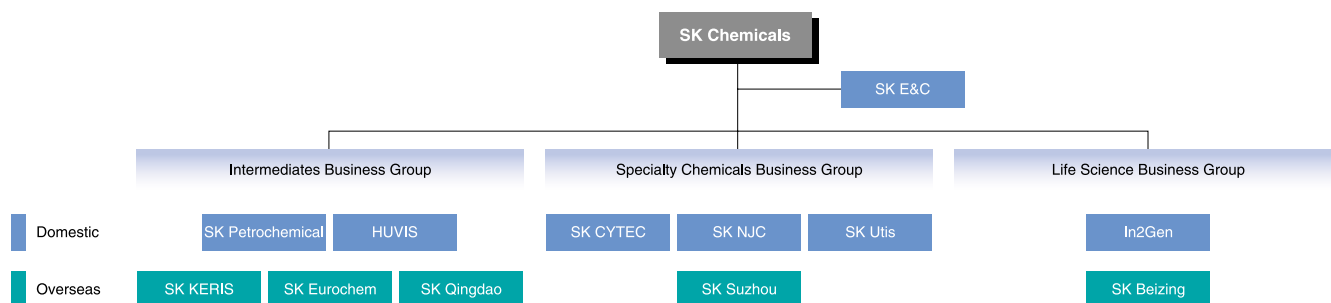 SK Chemicals
SK E&C
Intermediates Business Group
Specialty Chemicals Business Group
Life Science Business Group
Domestic
SK Petrochemical
HUVIS
SK CYTEC
SK NJC
SK Utis
In2Gen
Overseas
SK KERIS
SK Eurochem
SK Qingdao
SK Suzhou
SK Beizing